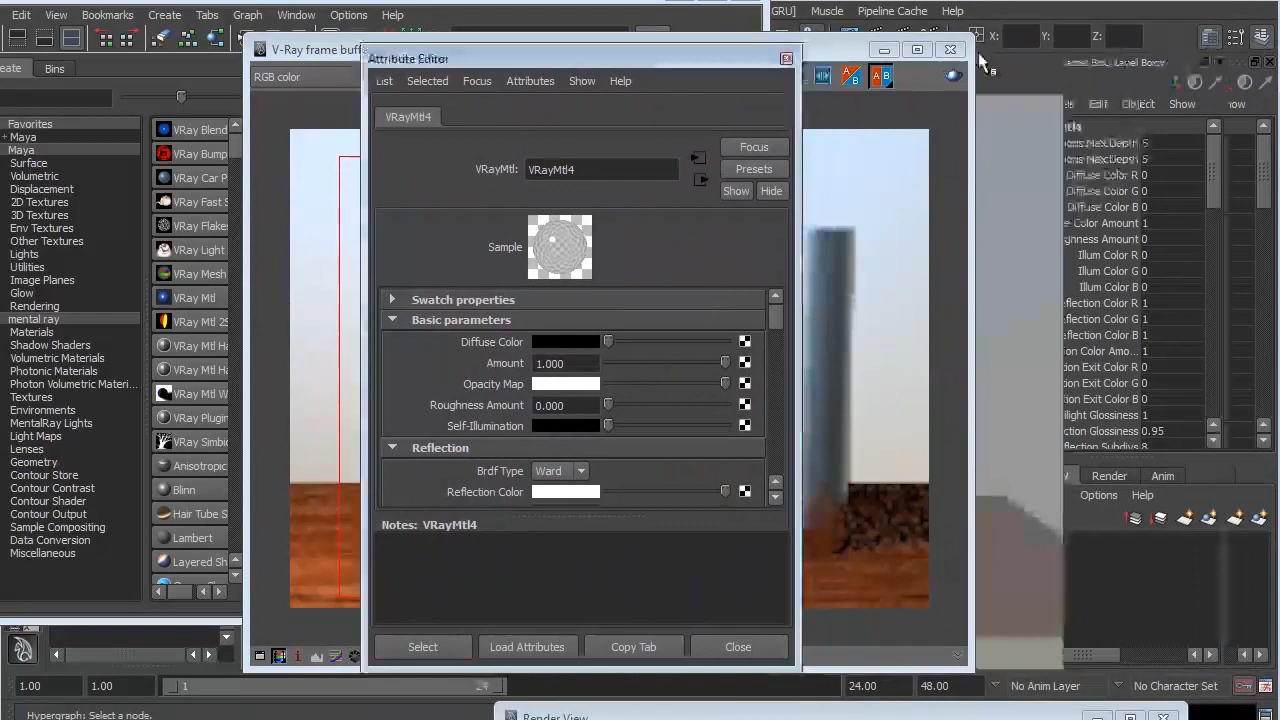 Edit View Bookmarks Create Tabs Graph Window Options Help
GRU] Muscle Pipeline Cache Help
X: Y: Z:
V-Ray frame buff
RGB color
Attribute Editor
List Selected Focus Attributes Show Help
Bins
VRayMtl4
VRayMtl: VRayMtl4
Focus
Presets
Show Hide
Sample
Swatch properties
Basic parameters
Diffuse Color
Amount 1.000
Opacity Map
Roughness Amount 0.000
Self-Illumination
Reflection
Brdf Type Ward
Reflection Color
Notes: VRayMtl4
Select Load Attributes Copy Tab Close
Favorites
+ Maya
Maya
Surface
Volumetric
Displacement
2D Textures
3D Textures
Env Textures
Other Textures
Lights
Utilities
Image Planes
Glow
Rendering
mental ray
Materials
Shadow Shaders
Volumetric Materials
Photonic Materials
Photon Volumetric Materi...
Textures
Environments
MentalRay Lights
Light Maps
Lenses
Geometry
Contour Store
Contour Contrast
Contour Shader
Contour Output
Sample Compositing
Data Conversion
Miscellaneous
VRay Blend
VRay Bump
VRay Car P
VRay Fast S
VRay Flakes
VRay Light
VRay Mesh
VRay Mtl
VRay Mtl 2S
VRay Mtl Ha
VRay Mtl Ha
VRay Mtl W
VRay Plugin
VRay Simbio
Anisotropic
Blinn
Hair Tube S
Lambert
Layered Sh
Edit Object Show
Diffuse Color R 0
Diffuse Color G 0
Diffuse Color B 0
Color Amount 1
ghness Amount 0
Illum Color R 0
Illum Color G 0
Illum Color B 0
flection Color R 1
flection Color G 1
flection Color B 1
on Color Amo... 1
on Exit Color R 0
on Exit Color G 0
on Exit Color B 0
ilight Glossiness 1
ction Glossiness 0.95
flection Subdivs 8
Render Anim
Options Help
1.00 1.00 1 24 24.00 48.00 No Anim Layer No Character Set
Hypergraph: Select a node.
Render View